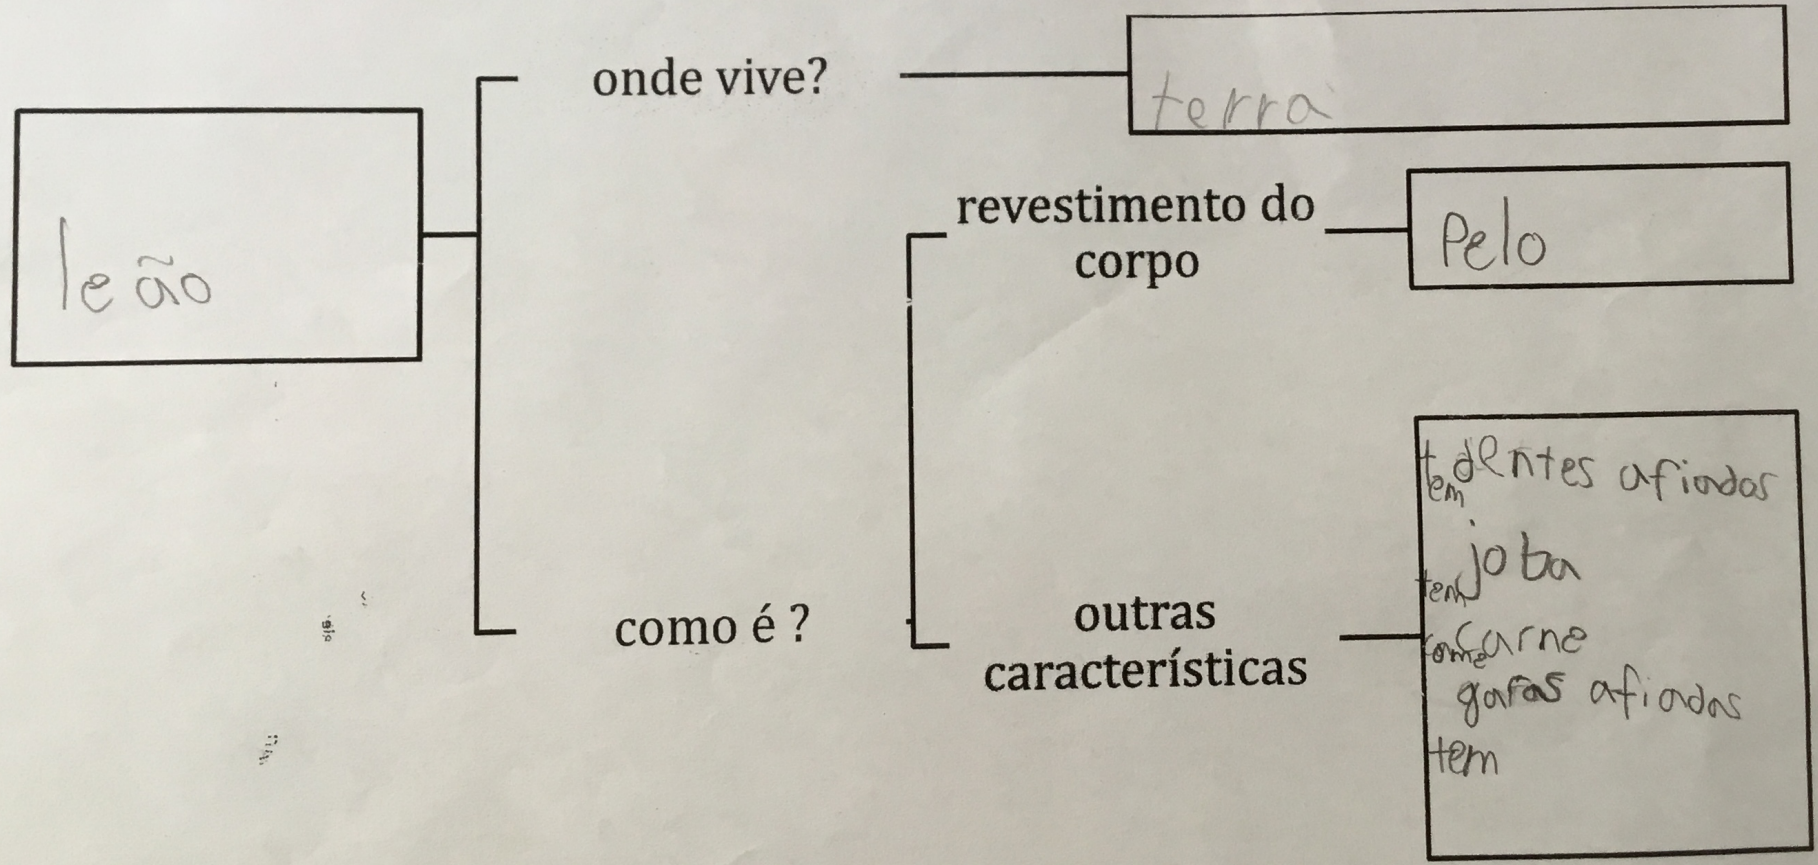 onde vive?
terra
leão
revestimento do
corpo
Pelo
como é ?
outras
características
tem dentes afiados
tem joba
come carne
garas afiadas
tem